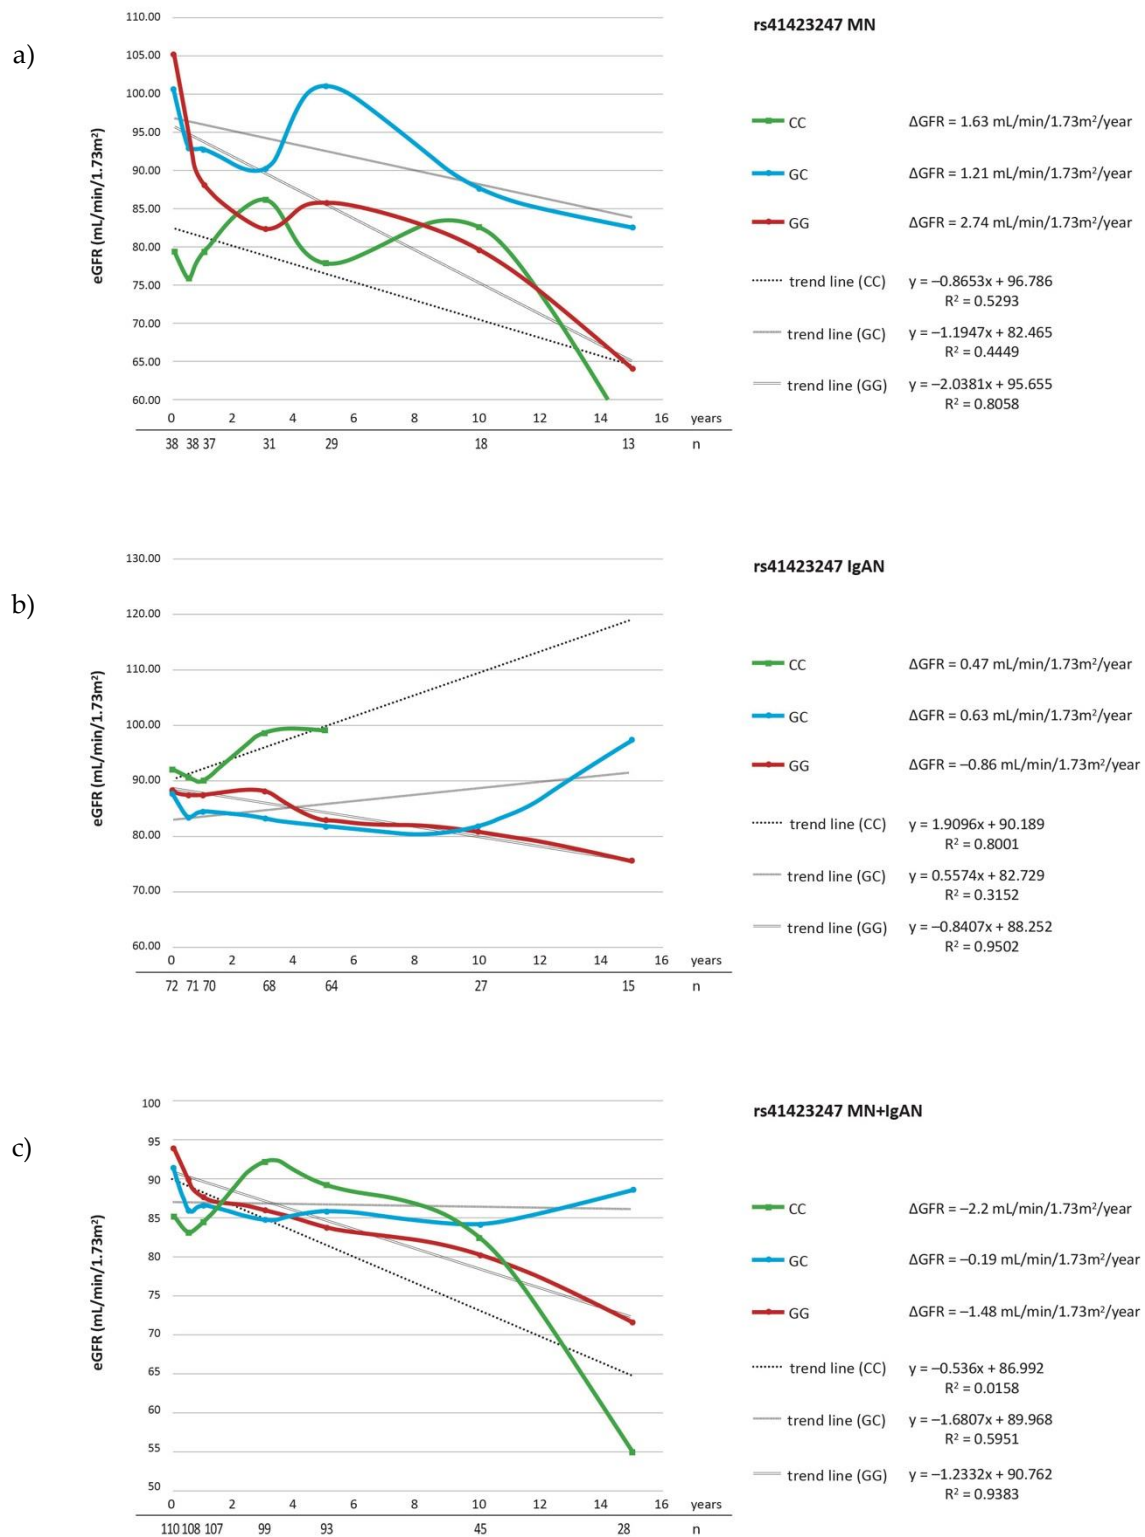 a)
rs41423247 MN
eGFR (mL/min/1.73m²)
110.00
105.00
100.00
95.00
90.00
85.00
80.00
75.00
70.00
65.00
60.00
0 2 4 6 8 10 12 14 16 years
38 38 37 31 29 18 13 n
CC ΔGFR = 1.63 mL/min/1.73m²/year
GC ΔGFR = 1.21 mL/min/1.73m²/year
GG ΔGFR = 2.74 mL/min/1.73m²/year
trend line (CC) y = –0.8653x + 96.786
R² = 0.5293
trend line (GC) y = –1.1947x + 82.465
R² = 0.4449
trend line (GG) y = –2.0381x + 95.655
R² = 0.8058
b)
rs41423247 IgAN
eGFR (mL/min/1.73m²)
130.00
120.00
110.00
100.00
90.00
80.00
70.00
60.00
0 2 4 6 8 10 12 14 16 years
72 71 70 68 64 27 15 n
CC ΔGFR = 0.47 mL/min/1.73m²/year
GC ΔGFR = 0.63 mL/min/1.73m²/year
GG ΔGFR = –0.86 mL/min/1.73m²/year
trend line (CC) y = 1.9096x + 90.189
R² = 0.8001
trend line (GC) y = 0.5574x + 82.729
R² = 0.3152
trend line (GG) y = –0.8407x + 88.252
R² = 0.9502
c)
rs41423247 MN+IgAN
eGFR (mL/min/1.73m²)
100
95
90
85
80
75
70
65
60
55
50
0 2 4 6 8 10 12 14 16 years
110 108 107 99 93 45 28 n
CC ΔGFR = –2.2 mL/min/1.73m²/year
GC ΔGFR = –0.19 mL/min/1.73m²/year
GG ΔGFR = –1.48 mL/min/1.73m²/year
trend line (CC) y = –0.536x + 86.992
R² = 0.0158
trend line (GC) y = –1.6807x + 89.968
R² = 0.5951
trend line (GG) y = –1.2332x + 90.762
R² = 0.9383